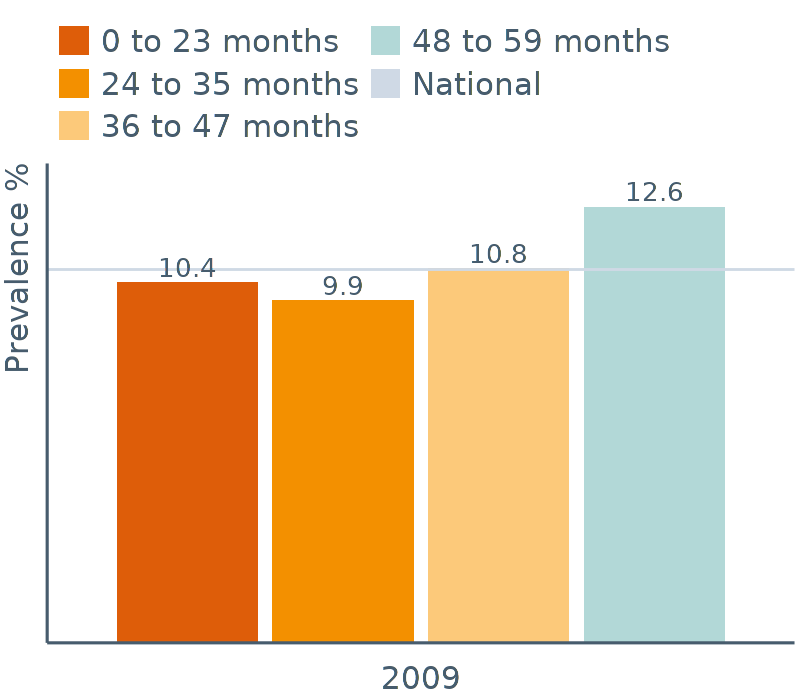 0 to 23 months
24 to 35 months
36 to 47 months
48 to 59 months
National
Prevalence %
10.4
9.9
10.8
12.6
2009